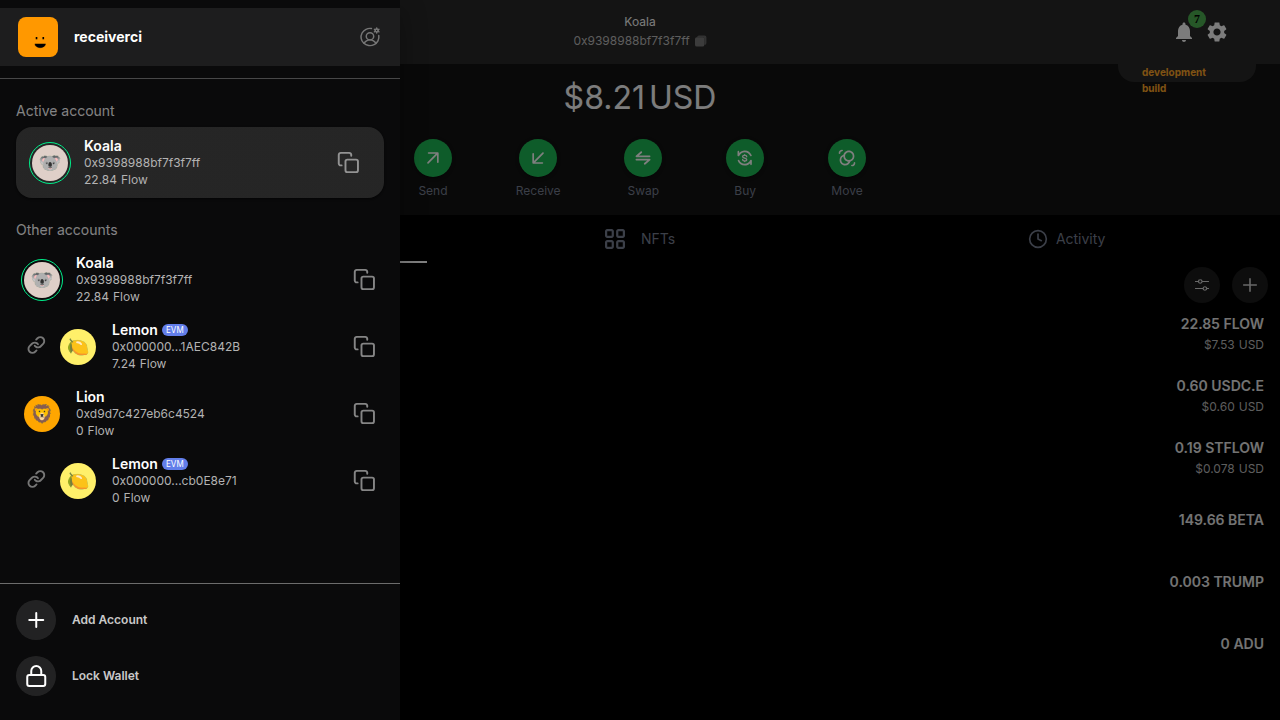 receiverci
Active account
Koala
0x9398988bf7f3f7ff
22.84 Flow
Other accounts
Koala
0x9398988bf7f3f7ff
22.84 Flow
Lemon EVM
0x000000...1AEC842B
7.24 Flow
Lion
0xd9d7c427eb6c4524
0 Flow
Lemon EVM
0x000000...cb0E8e71
0 Flow
Add Account
Lock Wallet
Koala
0x9398988bf7f3f7ff
7
development
build
$8.21 USD
Send
Receive
Swap
Buy
Move
NFTs
Activity
22.85 FLOW
$7.53 USD
0.60 USDC.E
$0.60 USD
0.19 STFLOW
$0.078 USD
149.66 BETA
0.003 TRUMP
0 ADU